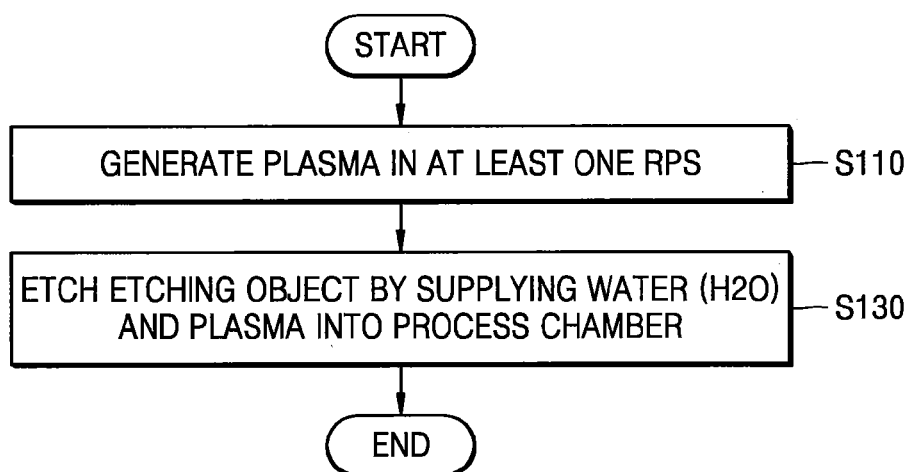 START
GENERATE PLASMA IN AT LEAST ONE RPS
S110
ETCH ETCHING OBJECT BY SUPPLYING WATER (H2O)
AND PLASMA INTO PROCESS CHAMBER
S130
END